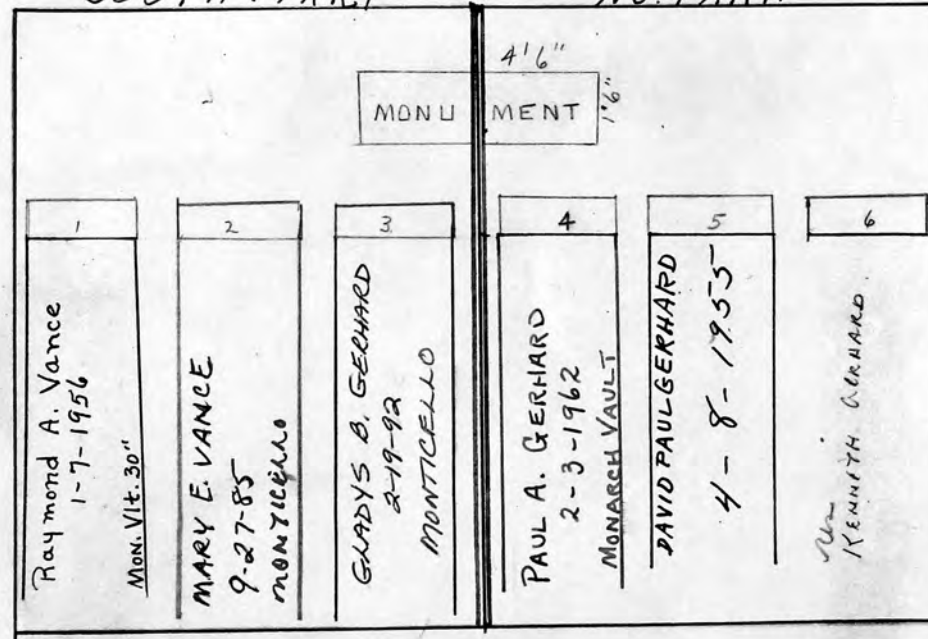 4'6"
MONU MENT
1'6"
1
Raymond A. Vance
1-7-1956
MON. Vlt. 30"
2
MARY E. VANCE
9-27-85
MONTICELLO
3
GLADYS B. GERHARD
2-19-92
MONTICELLO
4
PAUL A. GERHARD
2-3-1962
MONARCH VAULT
5
DAVID PAUL GERHARD
4-8-1955
6
KENNITH GERHARD